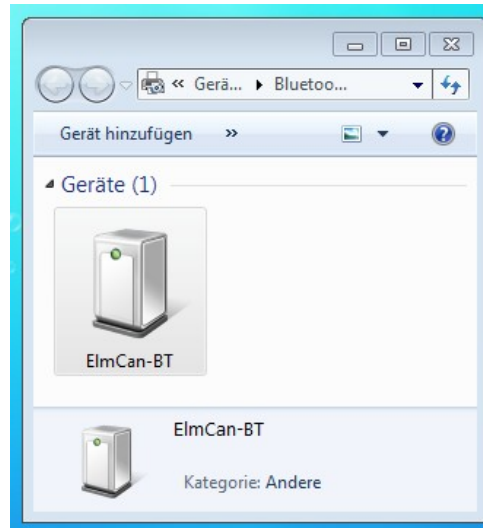 « Gerä... ▸ Bluetoo...
Gerät hinzufügen »
Geräte (1)
ElmCan-BT
ElmCan-BT
Kategorie: Andere